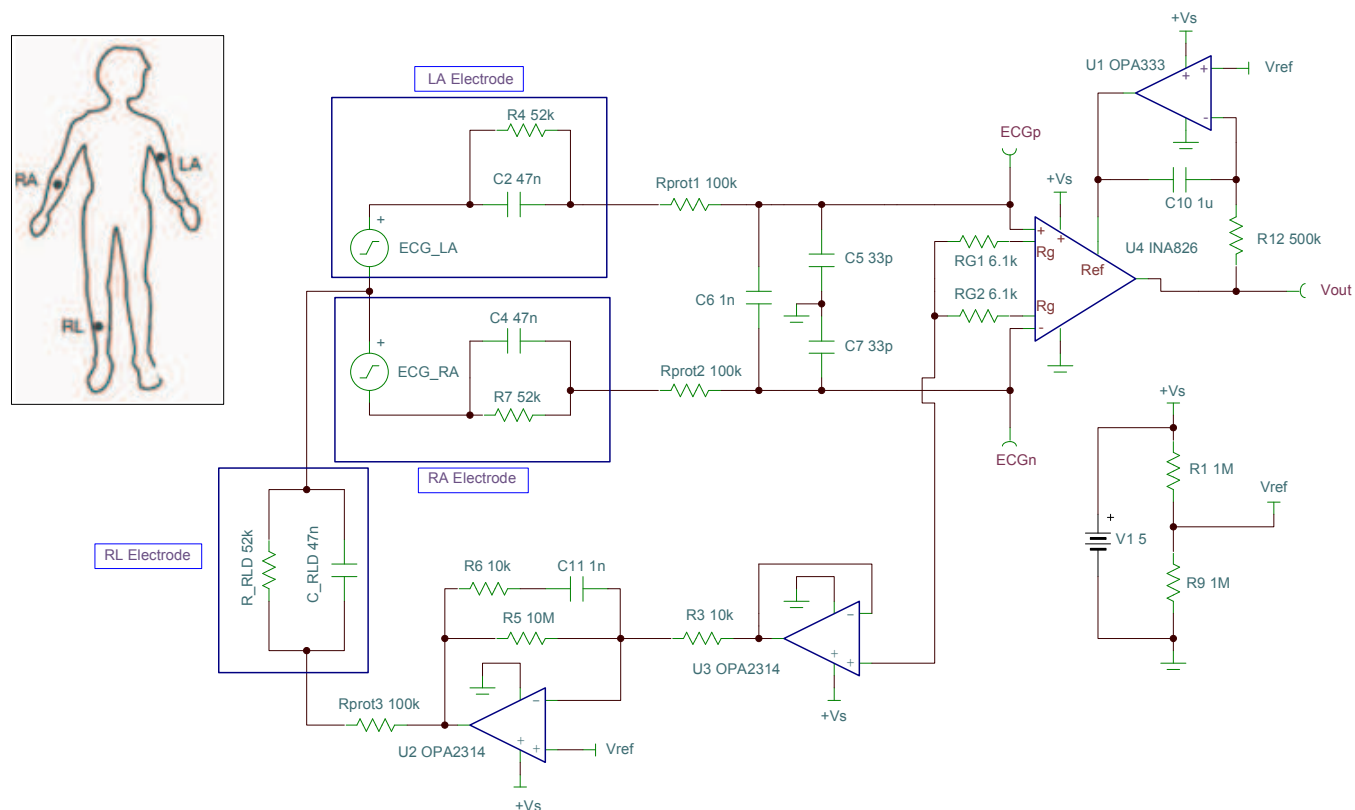 RA
LA
RL
LA Electrode
R4 52k
C2 47n
+
ECG_LA
+
ECG_RA
C4 47n
R7 52k
RA Electrode
RL Electrode
R_RLD 52k
C_RLD 47n
Rprot1 100k
Rprot2 100k
C6 1n
C5 33p
C7 33p
ECGp
ECGn
RG1 6.1k
RG2 6.1k
+Vs
+
+
Rg
Rg
-
Ref
U4 INA826
+Vs
U1 OPA333
+
+
-
Vref
C10 1u
R12 500k
Vout
+Vs
R1 1M
Vref
+
V1 5
R9 1M
R6 10k
C11 1n
R5 10M
R3 10k
U3 OPA2314
-
+
+
+Vs
Rprot3 100k
U2 OPA2314
-
+
+
Vref
+Vs